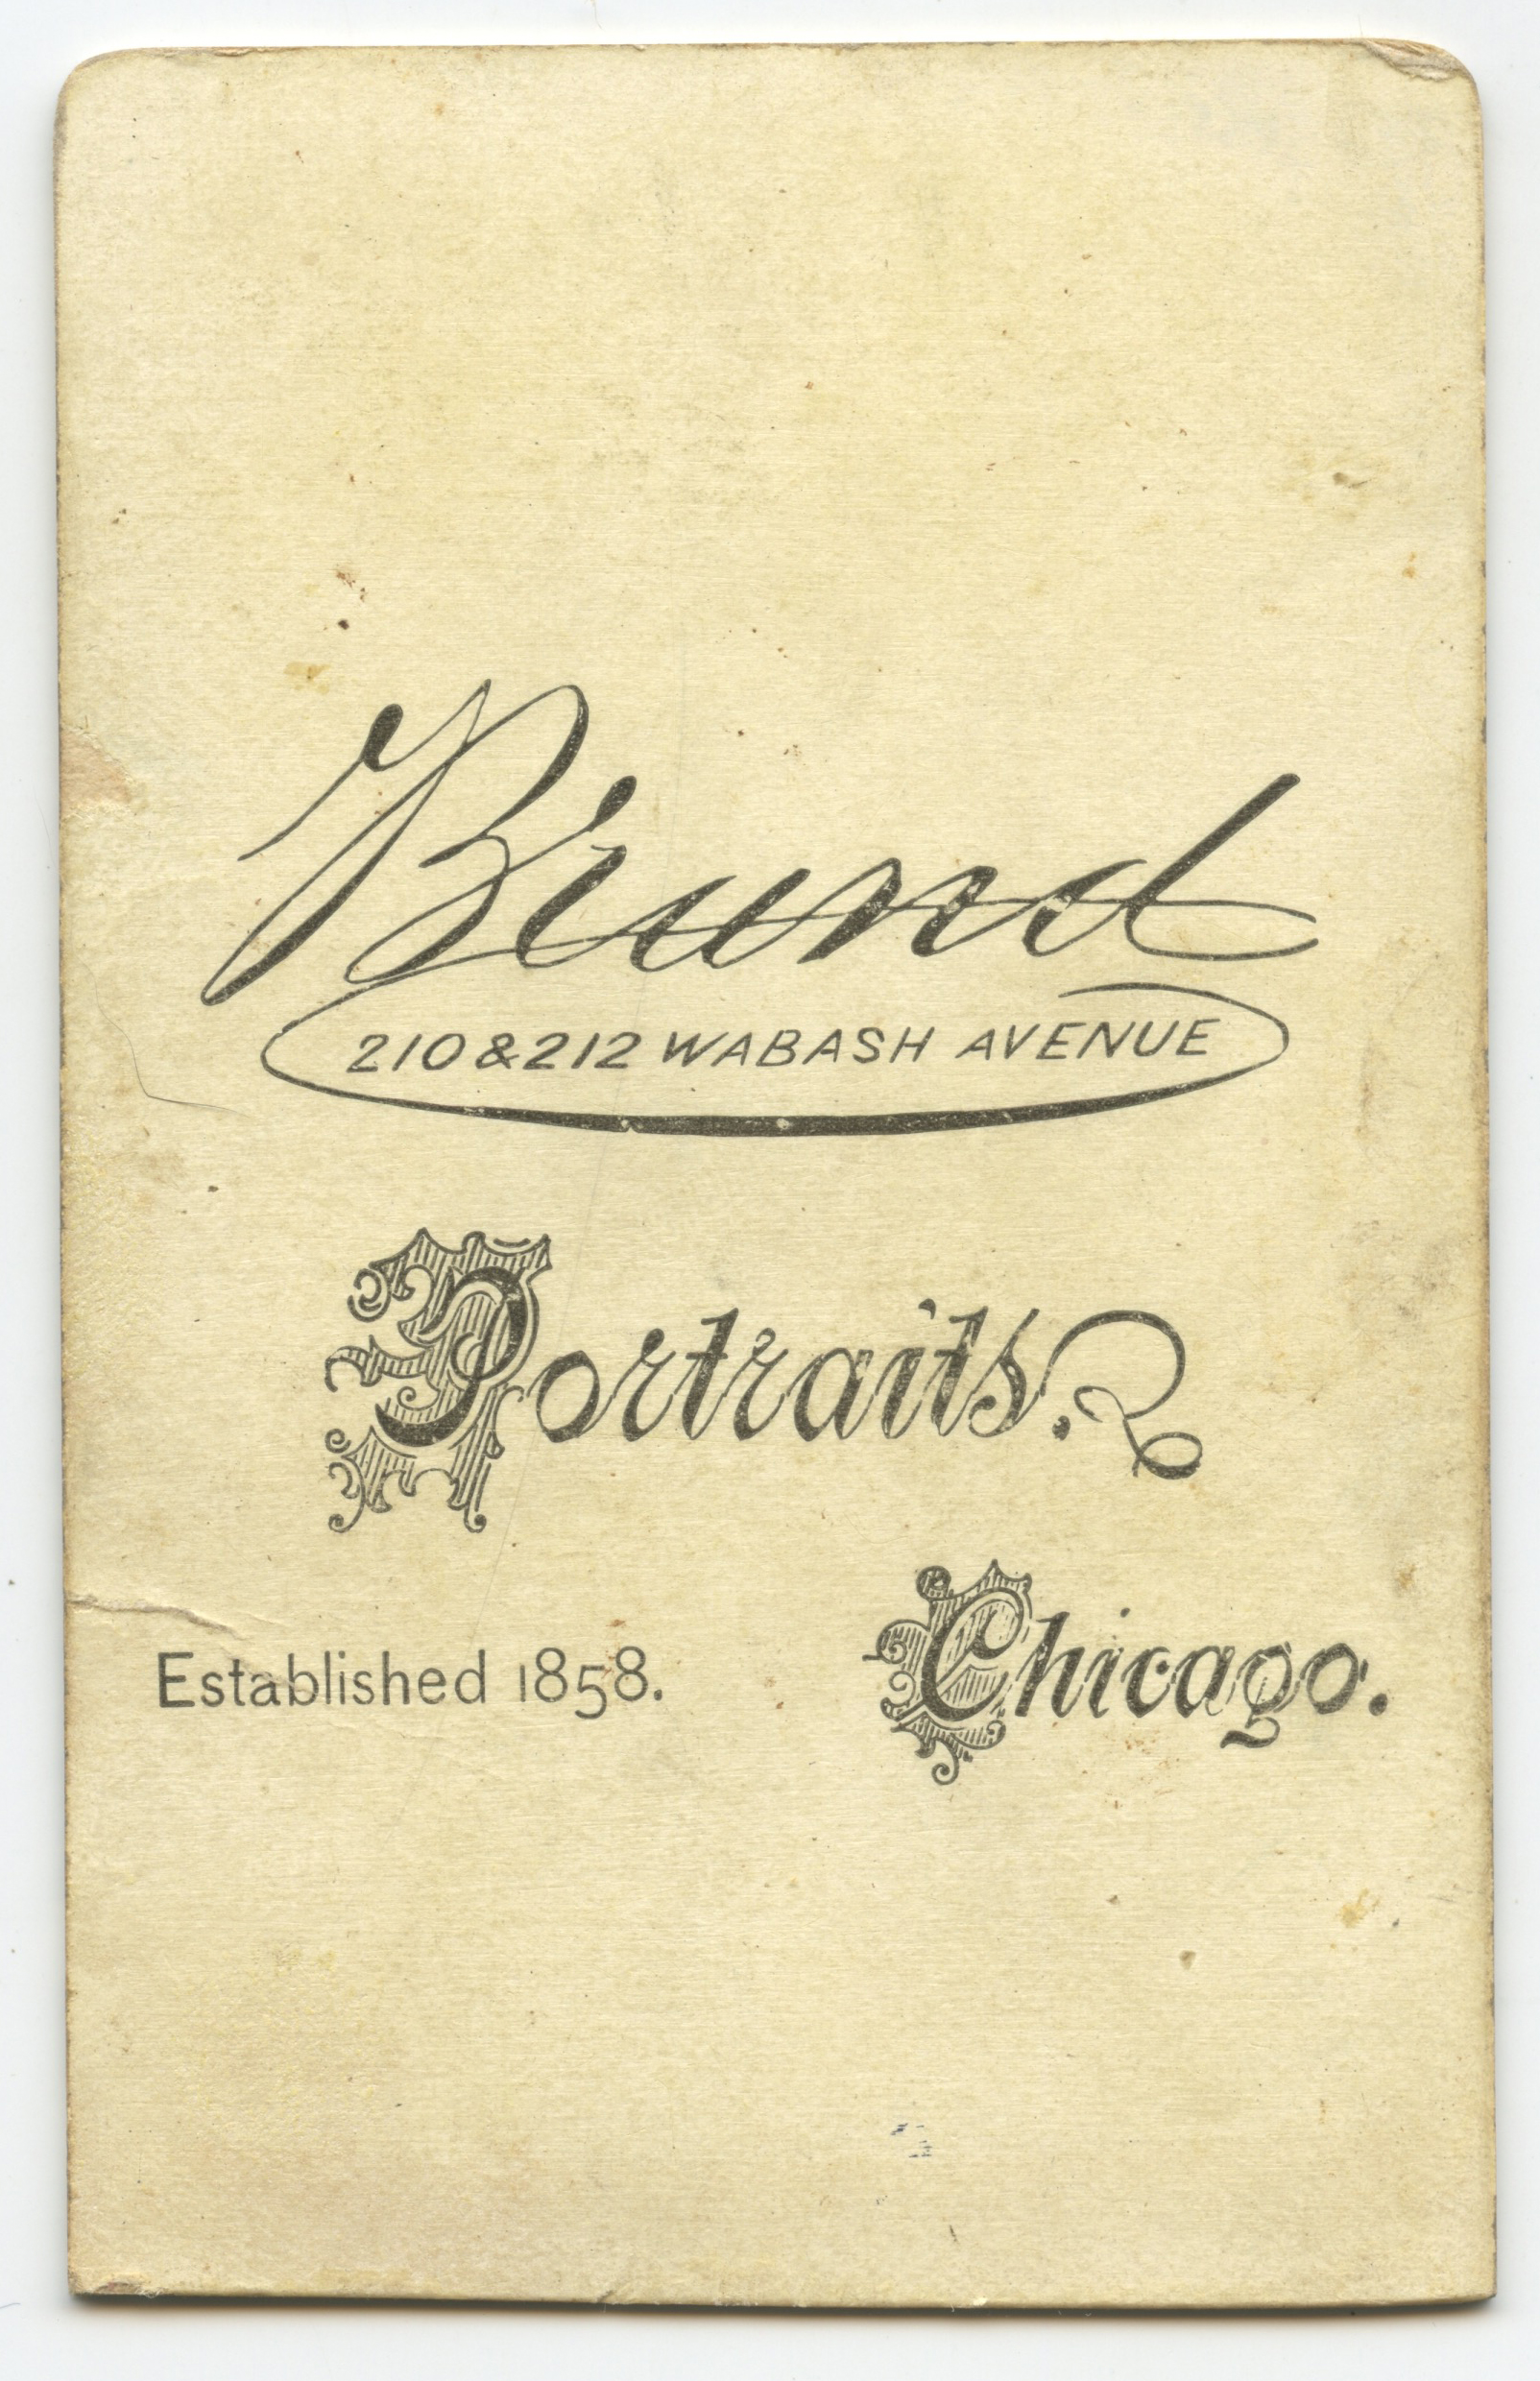 Brand
210 & 212 WABASH AVENUE
Portraits.
Established 1858. Chicago.